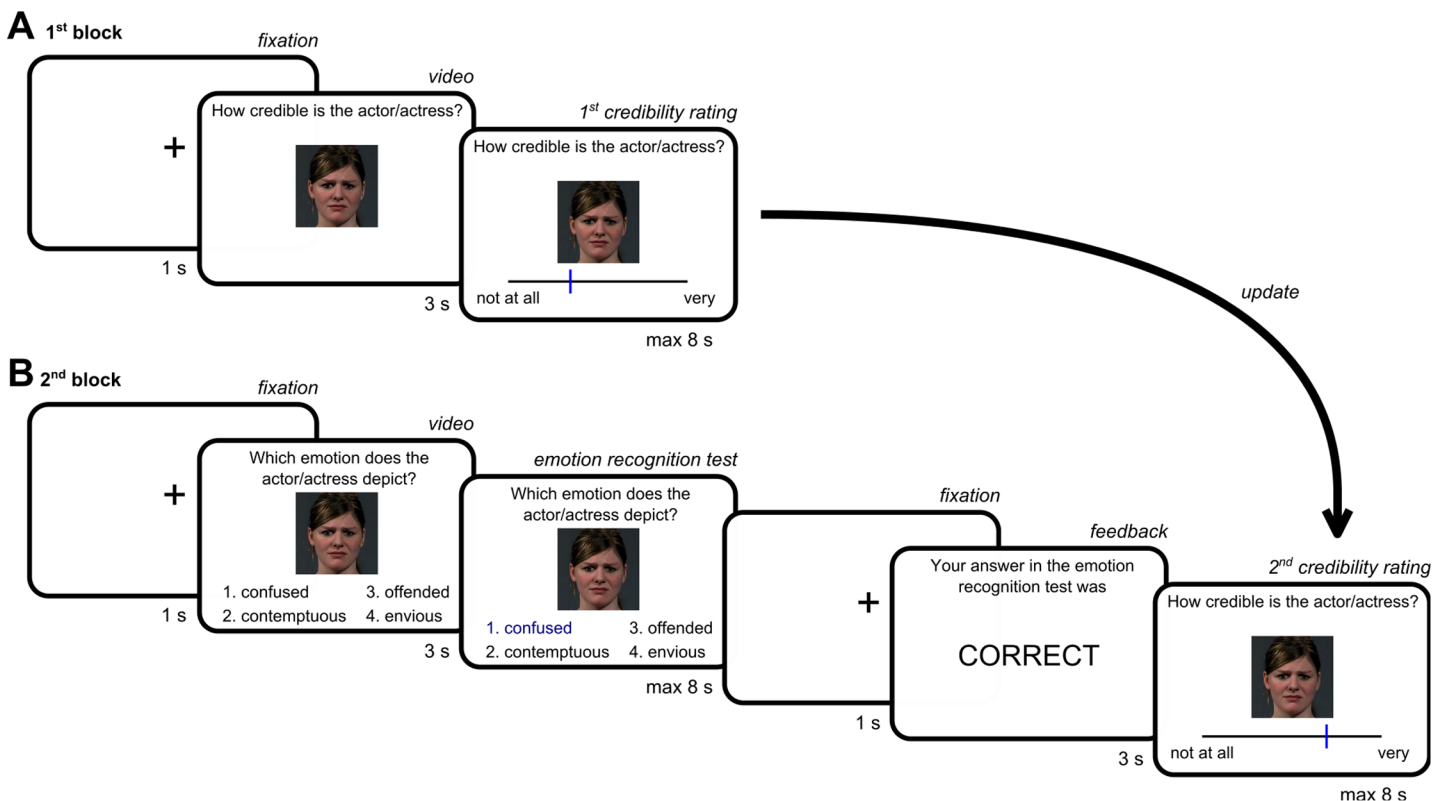 A 1st block
fixation
+
1 s
video
How credible is the actor/actress?
3 s
1st credibility rating
How credible is the actor/actress?
not at all
very
max 8 s
update
B 2nd block
fixation
+
1 s
video
Which emotion does the
actor/actress depict?
1. confused
3. offended
2. contemptuous
4. envious
3 s
emotion recognition test
Which emotion does the
actor/actress depict?
1. confused
3. offended
2. contemptuous
4. envious
max 8 s
fixation
+
1 s
feedback
Your answer in the emotion
recognition test was
CORRECT
3 s
2nd credibility rating
How credible is the actor/actress?
not at all
very
max 8 s